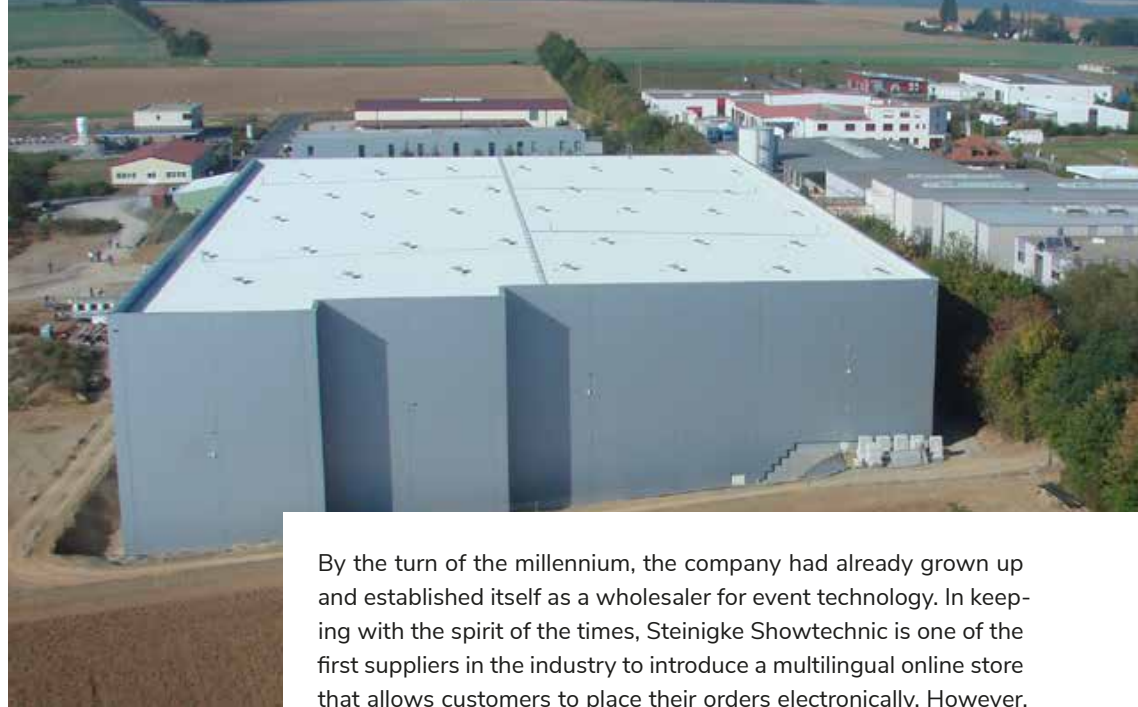 By the turn of the millennium, the company had already grown up
and established itself as a wholesaler for event technology. In keep-
ing with the spirit of the times, Steinigke Showtechnic is one of the
first suppliers in the industry to introduce a multilingual online store
that allows customers to place their orders electronically. However,